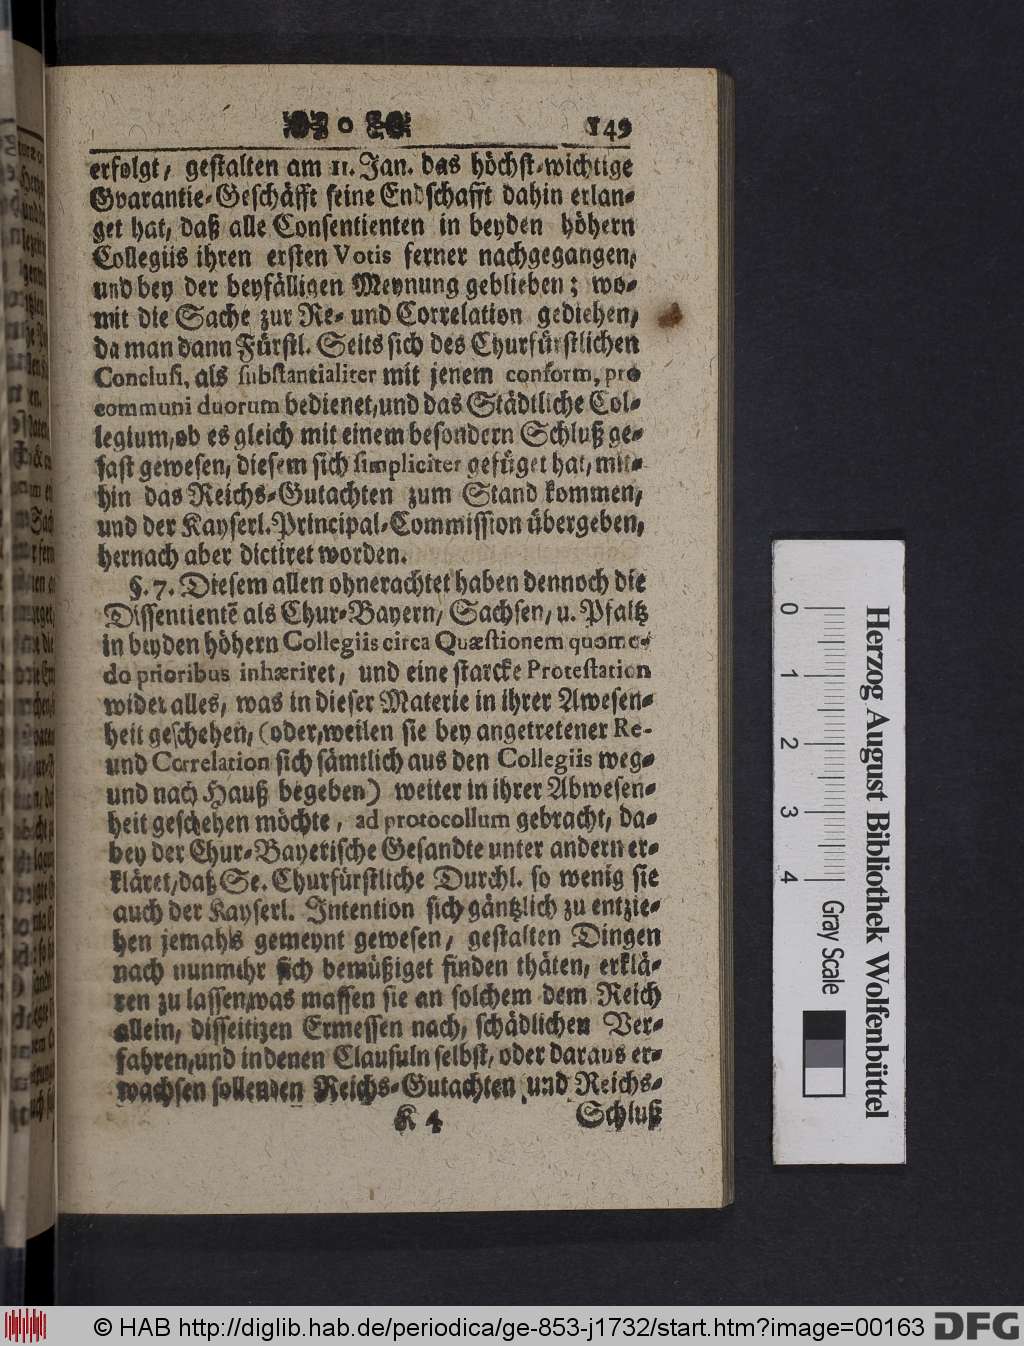 o 149
erfolgt, gestalten am 11. Jan. das höchst-wichtige
Gvarantie-Geschäfft seine Endschafft dahin erlan-
get hat, daß alle Consentienten in beyden höhern
Collegiis ihren ersten Votis ferner nachgegangen,
und bey der beyfälligen Meynung geblieben; wo-
mit die Sache zur Re- und Correlation gediehen,
da man dann Fürstl. Seits sich des Churfürstlichen
Conclusi, als substantialiter mit jenem conform, pro
communi duorum bedienet, und das Städtliche Col-
legium, ob es gleich mit einem besondern Schluß ge-
fast gewesen, diesem sich simpliciter gefüget hat, mit-
hin das Reichs-Gutachten zum Stand kommen,
und der Kayserl. Principal-Commission übergeben,
hernach aber dictiret worden.
§. 7. Diesem allen ohnerachtet haben dennoch die
Dissentientē als Chur-Bayern, Sachsen, u. Pfaltz
in beyden höhern Collegiis circa Quæstionem quomo-
do prioribus inhæriret, und eine starcke Protestation
wider alles, was in dieser Materie in ihrer Awesen-
heit geschehen, (oder, weilen sie bey angetretener Re-
und Correlation sich sämtlich aus den Collegiis weg-
und nach Hauß begeben) weiter in ihrer Abwesen-
heit geschehen möchte, ad protocollum gebracht, da-
bey der Chur-Bayerische Gesandte unter andern er-
kläret, daß Se. Churfürstliche Durchl. so wenig sie
auch der Kayserl. Intention sich gäntzlich zu entzie-
hen jemahls gemeynt gewesen, gestalten Dingen
nach nunmehr sich bemüßiget finden thäten, erklä-
ren zu lassen, was massen sie an solchem dem Reich
allein, disseitigen Ermessen nach, schädlichen Ver-
fahren, und in denen Clausuln selbst, oder daraus er-
wachsen sollenden Reichs-Gutachten und Reichs-
K 4 Schluß
0 1 2 3 4
Gray Scale
Herzog August Bibliothek Wolfenbüttel
© HAB http://diglib.hab.de/periodica/ge-853-j1732/start.htm?image=00163
DFG